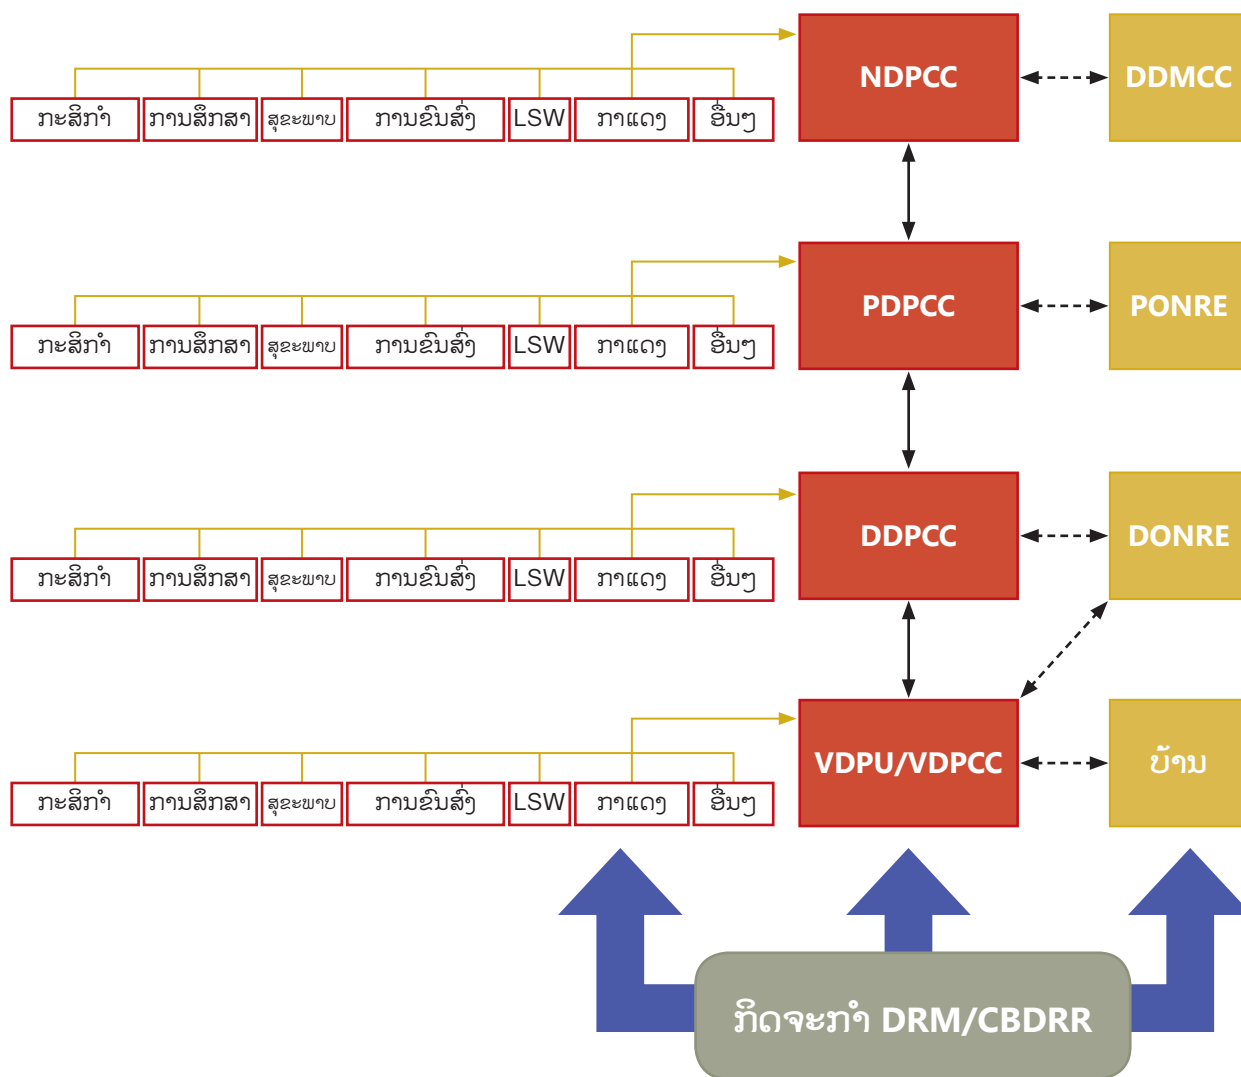 NDPCC
DDMCC
ກະສິກຳ ການສຶກສາ ສຸຂະພາບ ການຂົນສົ່ງ LSW ກາແດງ ອື່ນໆ
PDPCC
PONRE
ກະສິກຳ ການສຶກສາ ສຸຂະພາບ ການຂົນສົ່ງ LSW ກາແດງ ອື່ນໆ
DDPCC
DONRE
ກະສິກຳ ການສຶກສາ ສຸຂະພາບ ການຂົນສົ່ງ LSW ກາແດງ ອື່ນໆ
VDPU/VDPCC
ບ້ານ
ກະສິກຳ ການສຶກສາ ສຸຂະພາບ ການຂົນສົ່ງ LSW ກາແດງ ອື່ນໆ
ກິດຈະກຳ DRM/CBDRR